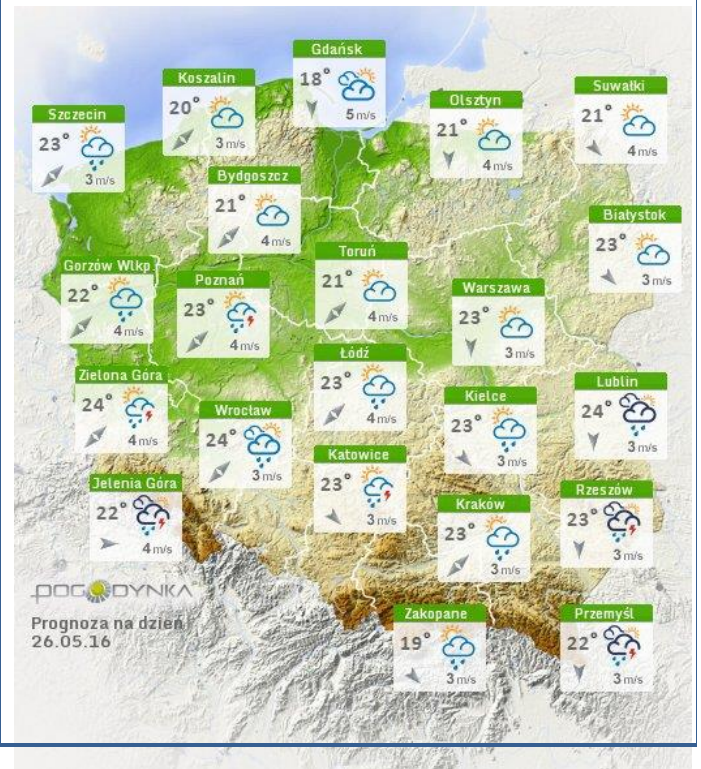 Gdańsk
18°
5 m/s
Koszalin
20°
3 m/s
Suwałki
21°
4 m/s
Olsztyn
21°
4 m/s
Szczecin
23°
3 m/s
Bydgoszcz
21°
4 m/s
Białystok
23°
3 m/s
Toruń
21°
4 m/s
Gorzów Wlkp.
22°
4 m/s
Poznań
23°
4 m/s
Warszawa
23°
3 m/s
Łódź
23°
4 m/s
Zielona Góra
24°
4 m/s
Lublin
24°
3 m/s
Kielce
23°
3 m/s
Wrocław
24°
3 m/s
Katowice
23°
3 m/s
Jelenia Góra
22°
4 m/s
Rzeszów
23°
3 m/s
Kraków
23°
3 m/s
POGODYNKA
Prognoza na dzień
26.05.16
Zakopane
19°
3 m/s
Przemyśl
22°
3 m/s